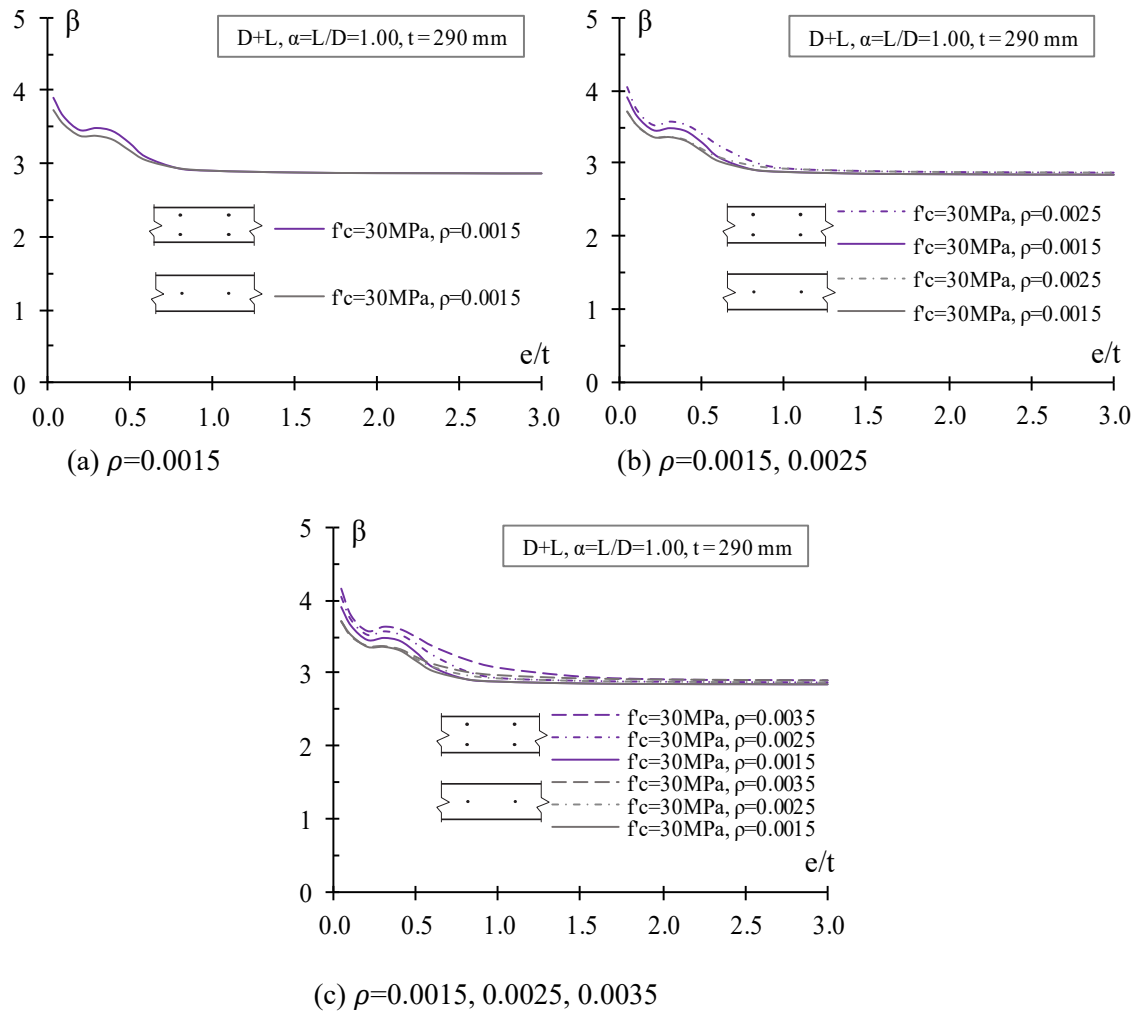 β
D+L, α=L/D=1.00, t = 290 mm
5
4
3
2
1
0
f'c=30MPa, ρ=0.0015
f'c=30MPa, ρ=0.0015
e/t
0.0 0.5 1.0 1.5 2.0 2.5 3.0
(a) ρ=0.0015
β
D+L, α=L/D=1.00, t = 290 mm
5
4
3
2
1
0
f'c=30MPa, ρ=0.0025
f'c=30MPa, ρ=0.0015
f'c=30MPa, ρ=0.0025
f'c=30MPa, ρ=0.0015
e/t
0.0 0.5 1.0 1.5 2.0 2.5 3.0
(b) ρ=0.0015, 0.0025
β
D+L, α=L/D=1.00, t = 290 mm
5
4
3
2
1
0
f'c=30MPa, ρ=0.0035
f'c=30MPa, ρ=0.0025
f'c=30MPa, ρ=0.0015
f'c=30MPa, ρ=0.0035
f'c=30MPa, ρ=0.0025
f'c=30MPa, ρ=0.0015
e/t
0.0 0.5 1.0 1.5 2.0 2.5 3.0
(c) ρ=0.0015, 0.0025, 0.0035